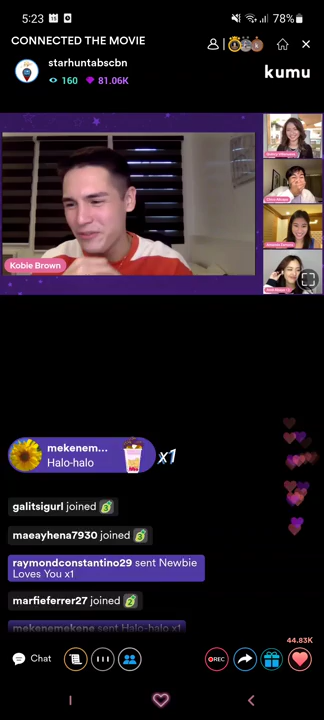 5:23
78%
CONNECTED THE MOVIE
starhuntabscbn
160 81.06K
kumu
Kobie Brown
mekenem...
Halo-halo
x1
galitsigurl joined
maeayhena7930 joined
raymondconstantino29 sent Newbie
Loves You x1
marfieferrer27 joined
mekenemekene sent Halo-halo x1
44.83K
Chat
REC